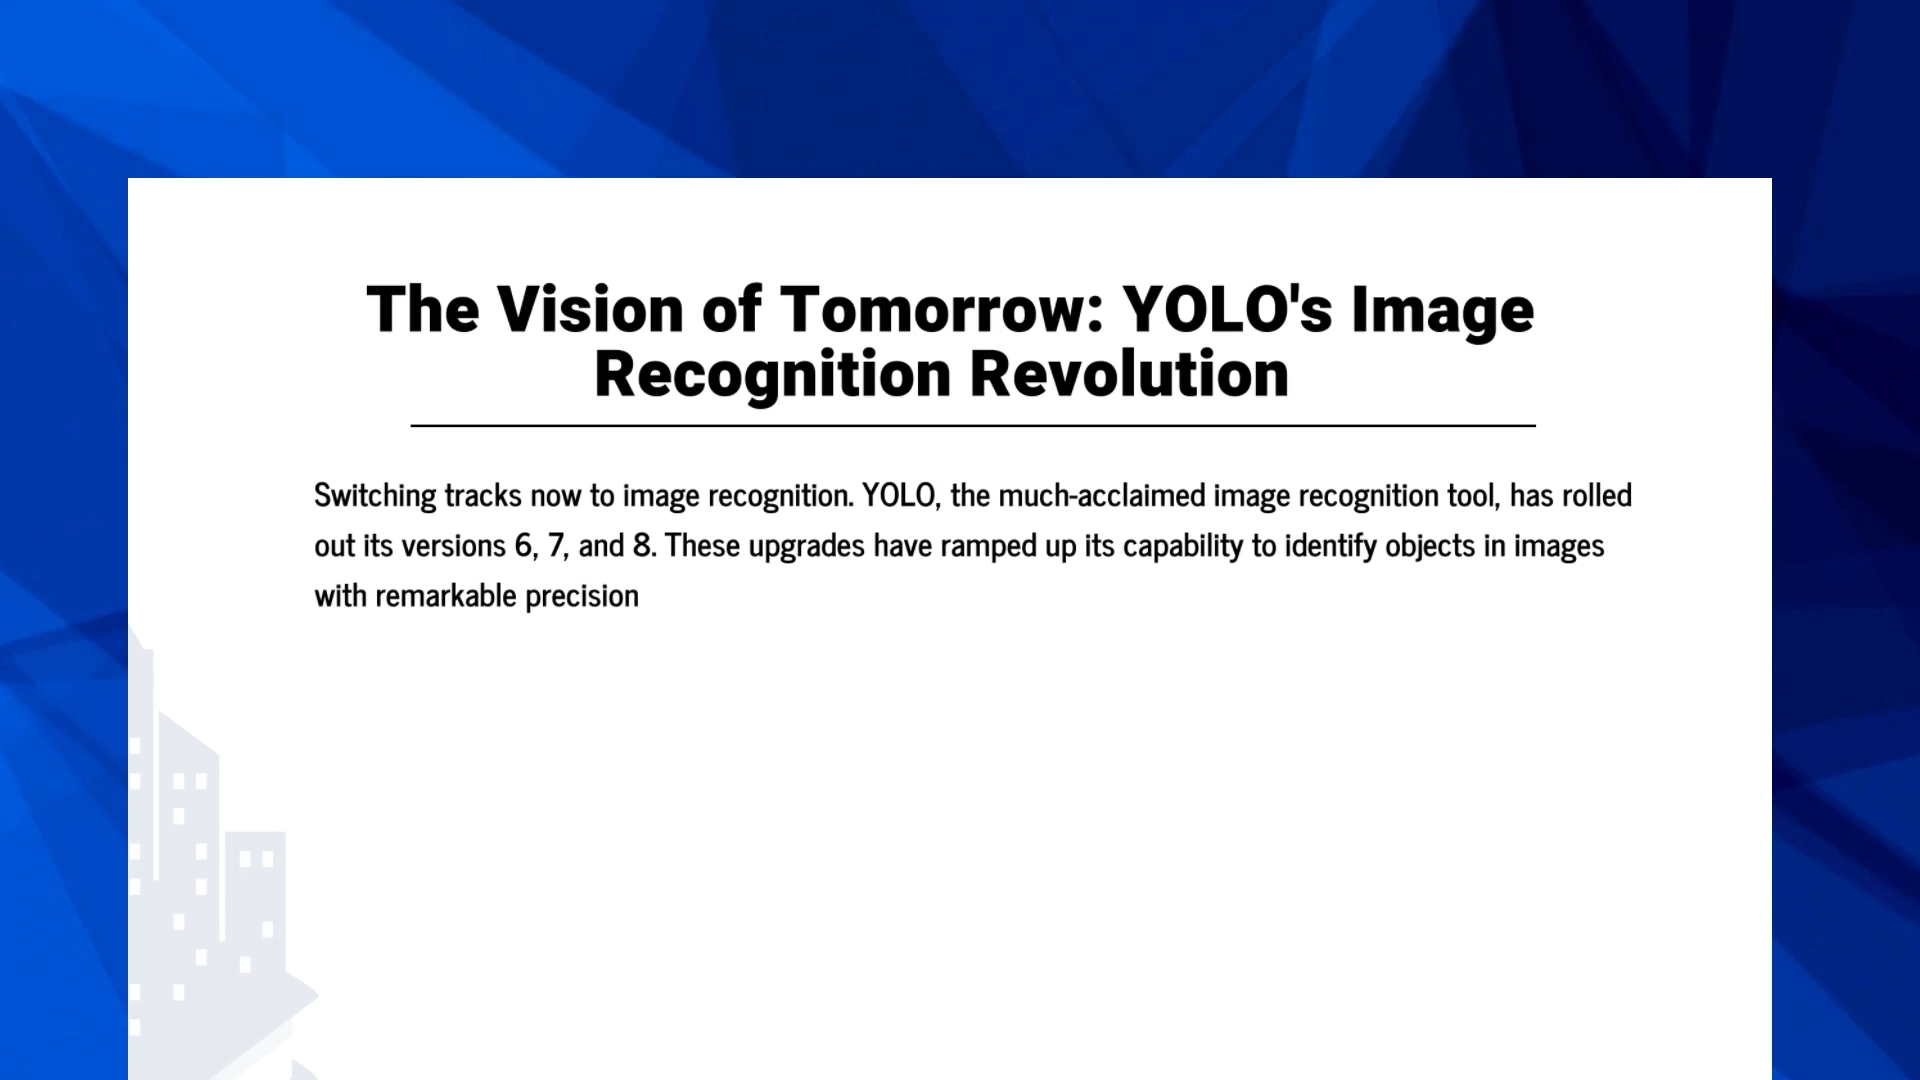 The Vision of Tomorrow: YOLO's Image
Recognition Revolution
Switching tracks now to image recognition. YOLO, the much-acclaimed image recognition tool, has rolled
out its versions 6, 7, and 8. These upgrades have ramped up its capability to identify objects in images
with remarkable precision